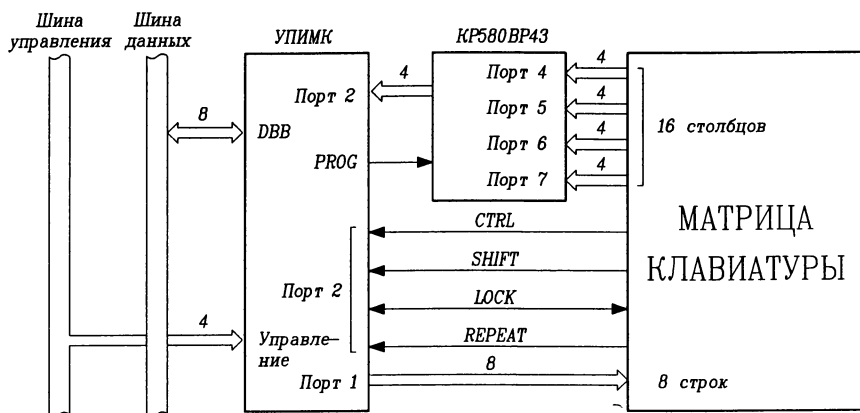 Шина
управления
Шина
данных
УПИМК
КР580ВР43
Порт 2
4
Порт 4
4
Порт 5
4
Порт 6
4
Порт 7
4
16 столбцов
8
DBB
PROG
МАТРИЦА
КЛАВИАТУРЫ
CTRL
SHIFT
Порт 2
LOCK
REPEAT
4
Управле-
ние
Порт 1
8
8 строк